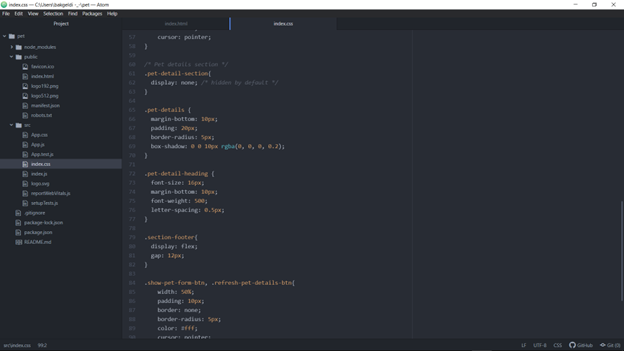 index.css — C:\Users\bakge\di -_-\pet — Atom
File Edit View Selection Find Packages Help
Project
index.html
index.css
pet
node_modules
public
favicon.ico
index.html
logo192.png
logo512.png
manifest.json
robots.txt
src
App.css
App.js
App.test.js
index.css
index.js
logo.svg
reportWebVitals.js
setupTests.js
.gitignore
package-lock.json
package.json
README.md
57 cursor: pointer;
58 }
59
60 /* Pet details section */
61 .pet-detail-section{
62 display: none; /* Hidden by default */
63 }
64
65 .pet-details {
66 margin-bottom: 10px;
67 padding: 20px;
68 border-radius: 5px;
69 box-shadow: 0 0 10px rgba(0, 0, 0, 0.2);
70 }
71
72 .pet-detail-heading {
73 font-size: 16px;
74 margin-bottom: 10px;
75 font-weight: 500;
76 letter-spacing: 0.5px;
77 }
78
79 .section-footer{
80 display: flex;
81 gap: 12px;
82 }
83
84 .show-pet-form-btn, .refresh-pet-details-btn{
85 width: 50%;
86 padding: 10px;
87 border: none;
88 border-radius: 5px;
89 color: #fff;
90 cursor: pointer;
src\index.css 99:2
LF UTF-8 CSS GitHub Git (0)